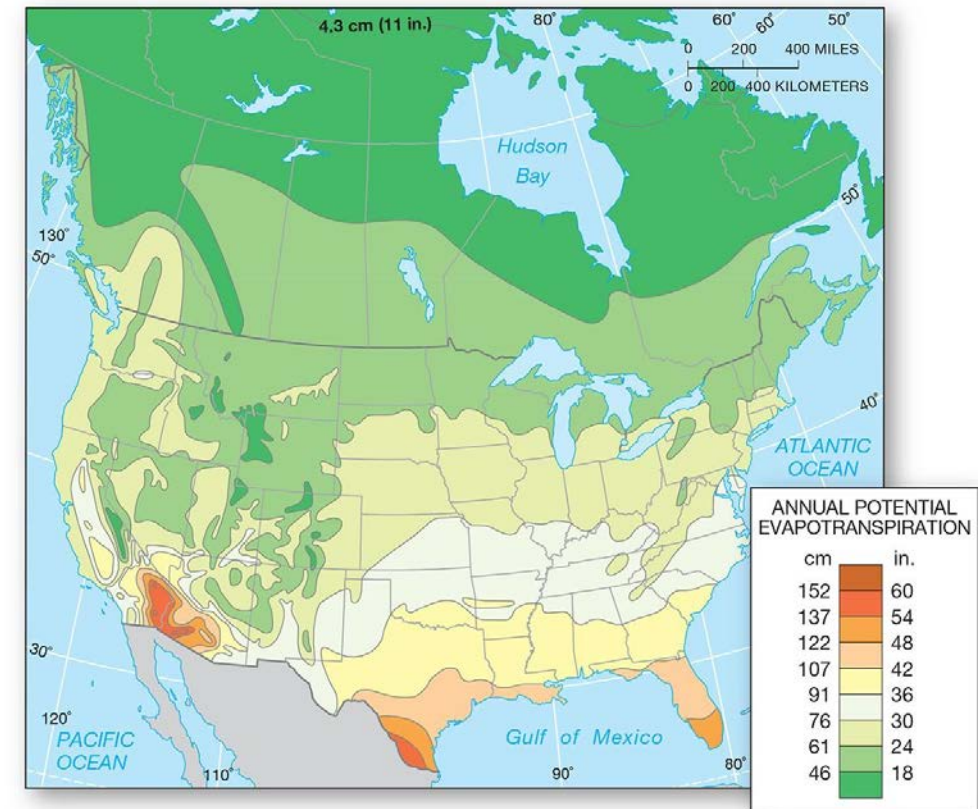 4.3 cm (11 in.)
80°
60°
60°
50°
0 200 400 MILES
0 200 400 KILOMETERS
Hudson
Bay
50°
130°
50°
40°
ATLANTIC
OCEAN
30°
120°
PACIFIC
OCEAN
110°
Gulf of Mexico
90°
80°
ANNUAL POTENTIAL
EVAPOTRANSPIRATION
cm in.
152 60
137 54
122 48
107 42
91 36
76 30
61 24
46 18